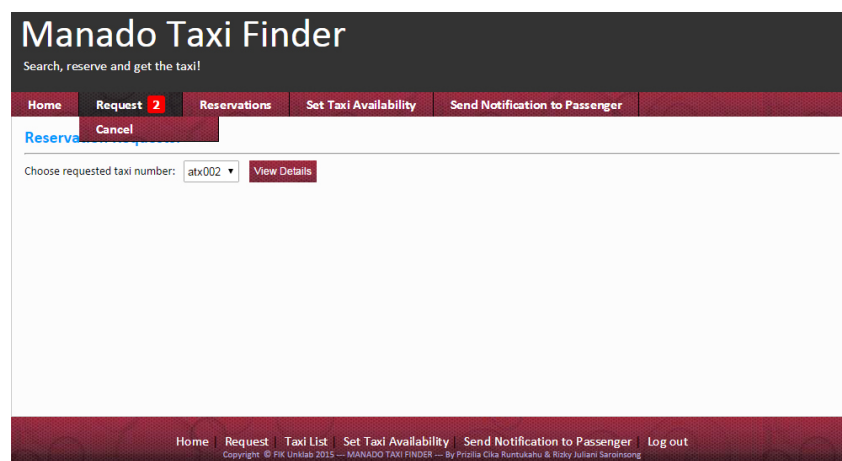 Manado Taxi Finder
Search, reserve and get the taxi!
Home Request 2 Reservations Set Taxi Availability Send Notification to Passenger
Cancel
Reserva
Choose requested taxi number: atx002 View Details
Home Request Taxi List Set Taxi Availability Send Notification to Passenger Log out
Copyright © FIK Unklab 2015 --- MANADO TAXI FINDER --- By Prizilia Cika Runtukahu & Rizky Juliani Saroinsong